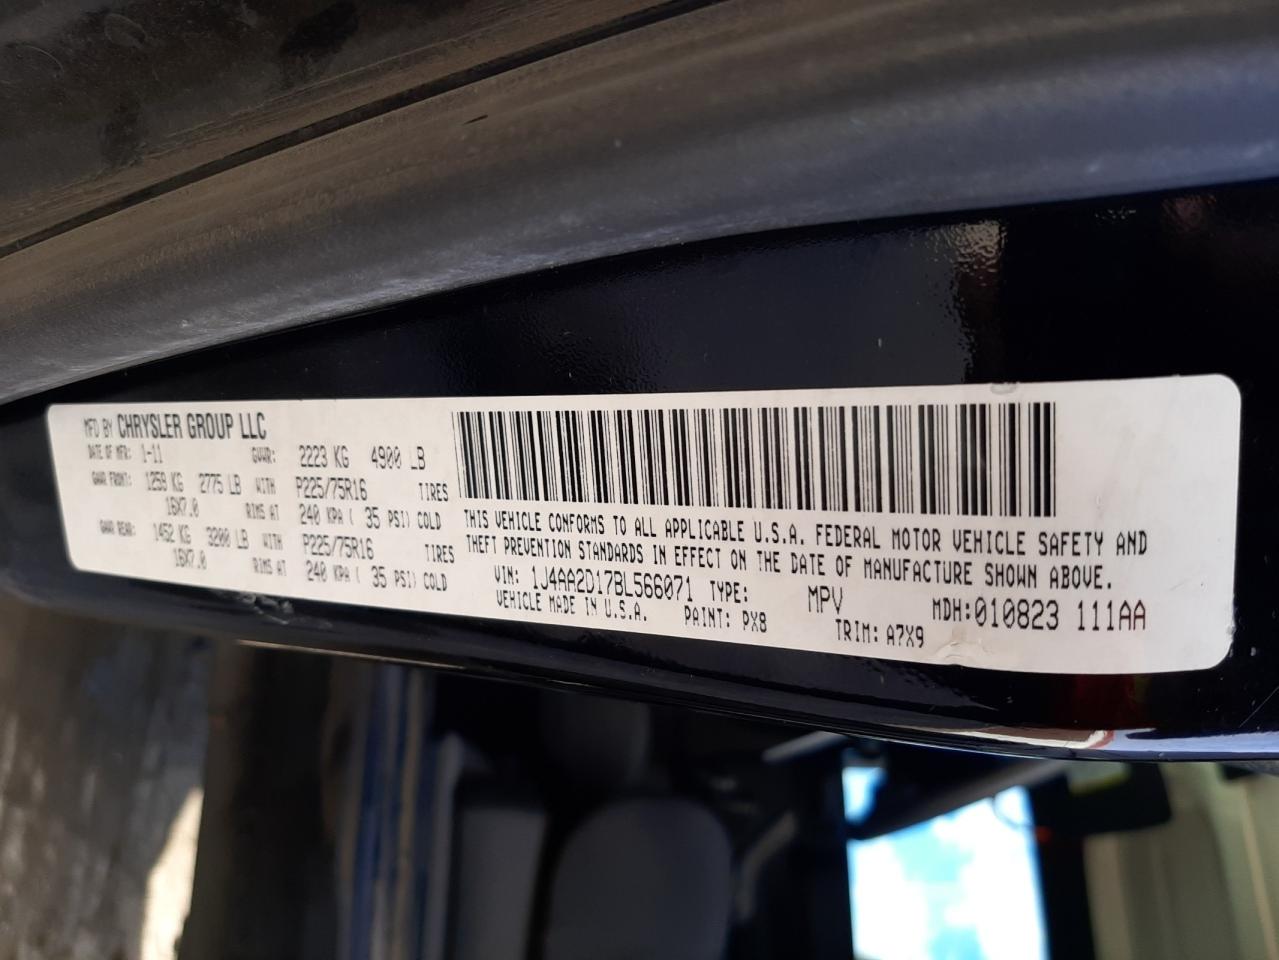 MFD BY CHRYSLER GROUP LLC
DATE OF MFR: 1-11 GVWR: 2223 KG 4900 LB
GAWR FRONT: 1259 KG 2775 LB WITH P225/75R16 TIRES
16X7.0 RIMS AT 240 KPA ( 35 PSI) COLD
GAWR REAR: 1452 KG 3200 LB WITH P225/75R16 TIRES
16X7.0 RIMS AT 240 KPA ( 35 PSI) COLD
THIS VEHICLE CONFORMS TO ALL APPLICABLE U.S.A. FEDERAL MOTOR VEHICLE SAFETY AND
THEFT PREVENTION STANDARDS IN EFFECT ON THE DATE OF MANUFACTURE SHOWN ABOVE.
VIN: 1J4AA2D17BL566071 TYPE: MPV MDH:010823 111AA
VEHICLE MADE IN U.S.A. PAINT: PX8 TRIM: A7X9